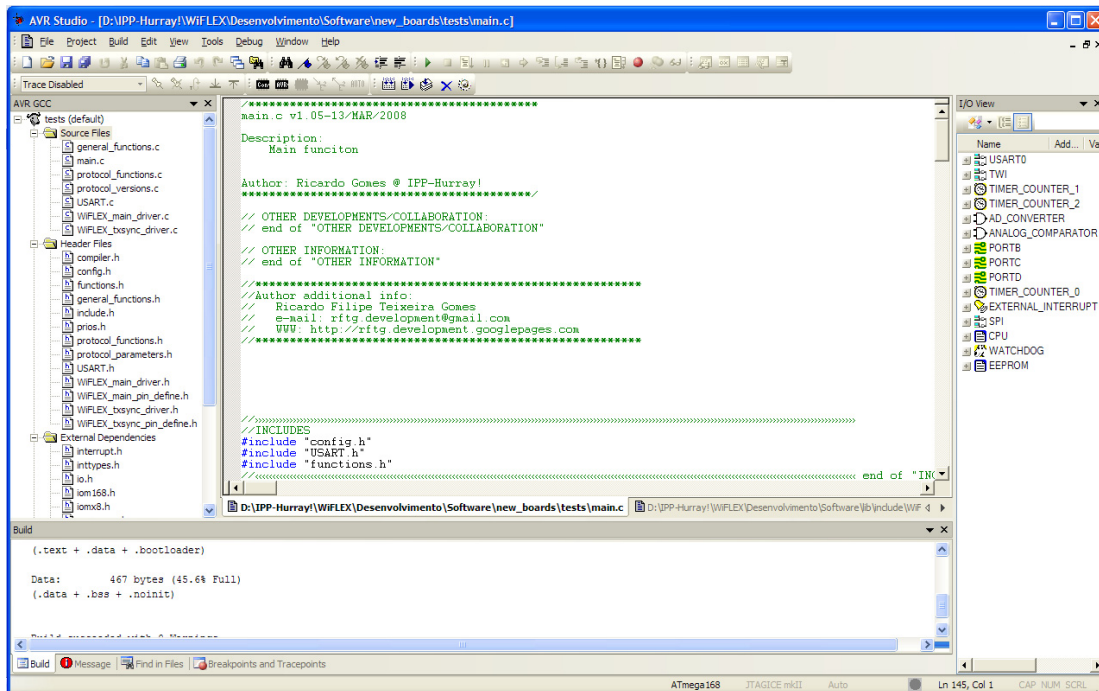 AVR Studio - [D:\IPP-Hurray!\WiFLEX\Desenvolvimento\Software\new_boards\tests\main.c]
File Project Build Edit View Tools Debug Window Help
Trace Disabled
AVR GCC
tests (default)
Source Files
general_functions.c
main.c
protocol_functions.c
protocol_versions.c
USART.c
WiFLEX_main_driver.c
WiFLEX_txsync_driver.c
Header Files
compiler.h
config.h
functions.h
general_functions.h
include.h
prios.h
protocol_functions.h
protocol_parameters.h
USART.h
WiFLEX_main_driver.h
WiFLEX_main_pin_define.h
WiFLEX_txsync_driver.h
WiFLEX_txsync_pin_define.h
External Dependencies
interrupt.h
inttypes.h
io.h
iom168.h
iomx8.h
/******************************************
main.c v1.05-13/MAR/2008
Description:
Main funciton
Author: Ricardo Gomes @ IPP-Hurray!
******************************************/
// OTHER DEVELOPMENTS/COLLABORATION:
// end of "OTHER DEVELOPMENTS/COLLABORATION"
// OTHER INFORMATION:
// end of "OTHER INFORMATION"
//********************************************************
//Author additional info:
// Ricardo Filipe Teixeira Gomes
// e-mail: rftg.development@gmail.com
// WWW: http://rftg.development.googlepages.com
//********************************************************
//INCLUDES
#include "config.h"
#include "USART.h"
#include "functions.h"
end of "INC
D:\IPP-Hurray!\WiFLEX\Desenvolvimento\Software\new_boards\tests\main.c
D:\IPP-Hurray!\WiFLEX\Desenvolvimento\Software\lib\include\WiF
I/O View
Name Add... Va
USART0
TWI
TIMER_COUNTER_1
TIMER_COUNTER_2
AD_CONVERTER
ANALOG_COMPARATOR
PORTB
PORTC
PORTD
TIMER_COUNTER_0
EXTERNAL_INTERRUPT
SPI
CPU
WATCHDOG
EEPROM
Build
(.text + .data + .bootloader)
Data: 467 bytes (45.6% Full)
(.data + .bss + .noinit)
Build succeeded with 0 Warnings
Build Message Find in Files Breakpoints and Tracepoints
ATmega168 JTAGICE mkII Auto Ln 145, Col 1 CAP NUM SCRL